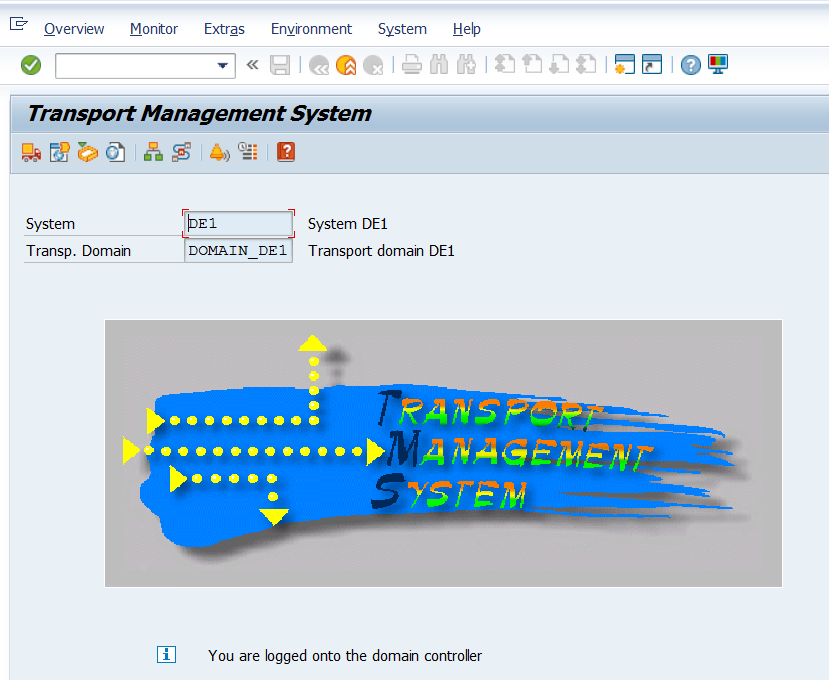 Overview Monitor Extras Environment System Help
Transport Management System
System DE1 System DE1
Transp. Domain DOMAIN_DE1 Transport domain DE1
TRANSPORT
MANAGEMENT
SYSTEM
You are logged onto the domain controller